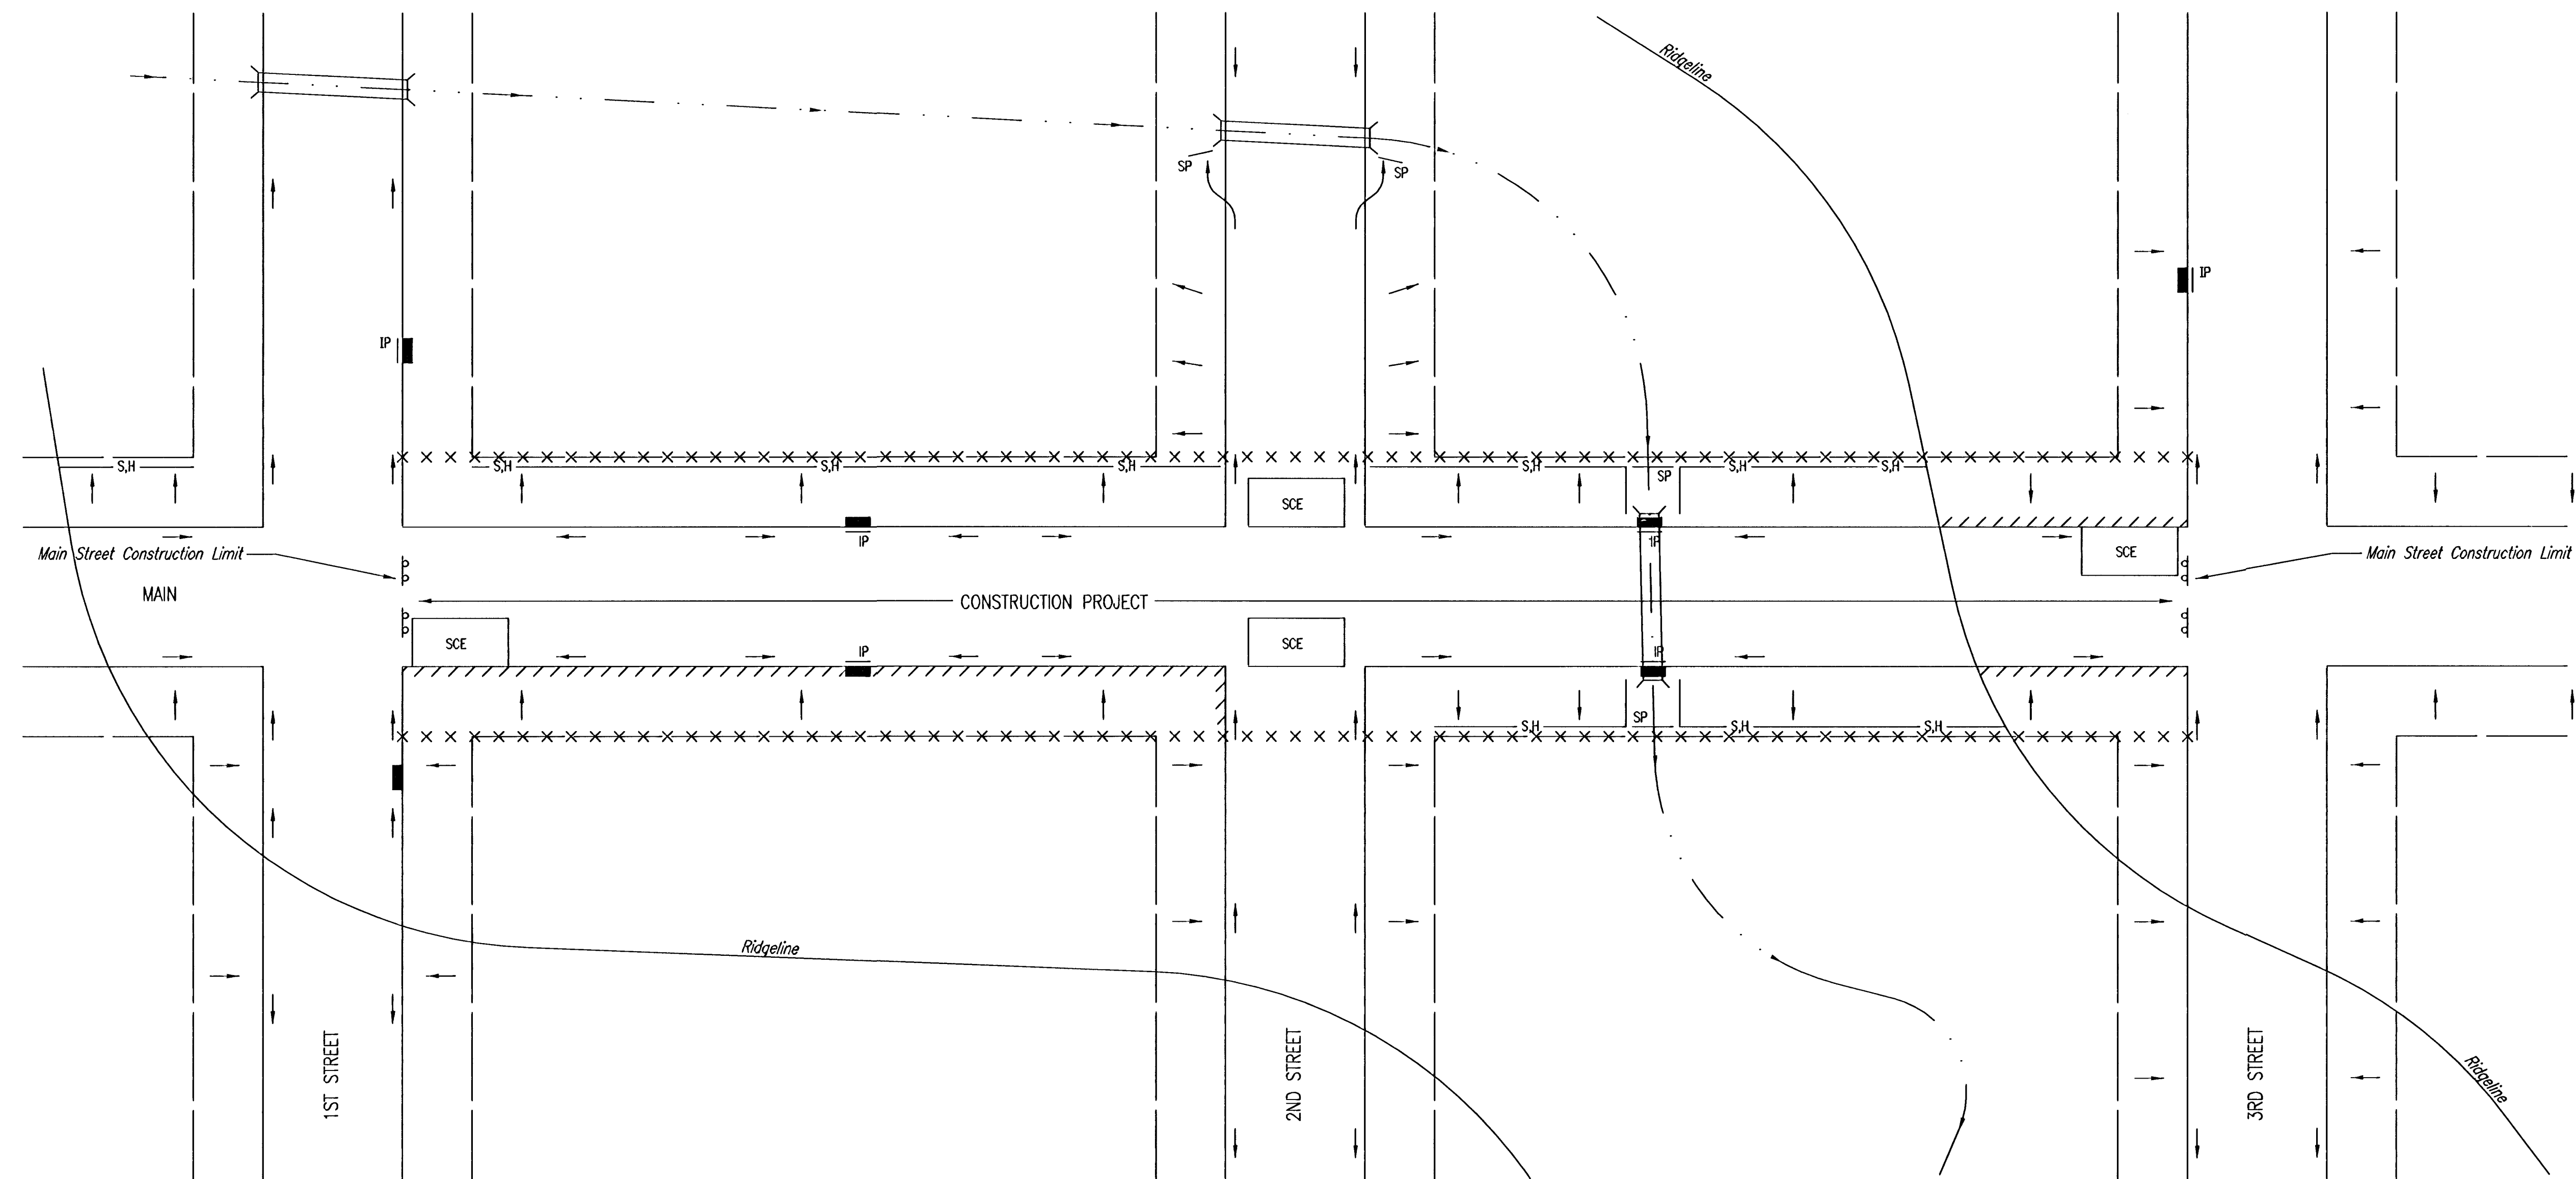 Ridgeline
SP
SP
IP
IP
S,H
S,H
S,H
S,H
S,H
SP
S,H
S,H
SCE
Main Street Construction Limit
IP
IP
SCE
Main Street Construction Limit
MAIN
CONSTRUCTION PROJECT
SCE
SCE
IP
IP
S,H
SP
S,H
S,H
Ridgeline
1ST STREET
2ND STREET
3RD STREET
Ridgeline